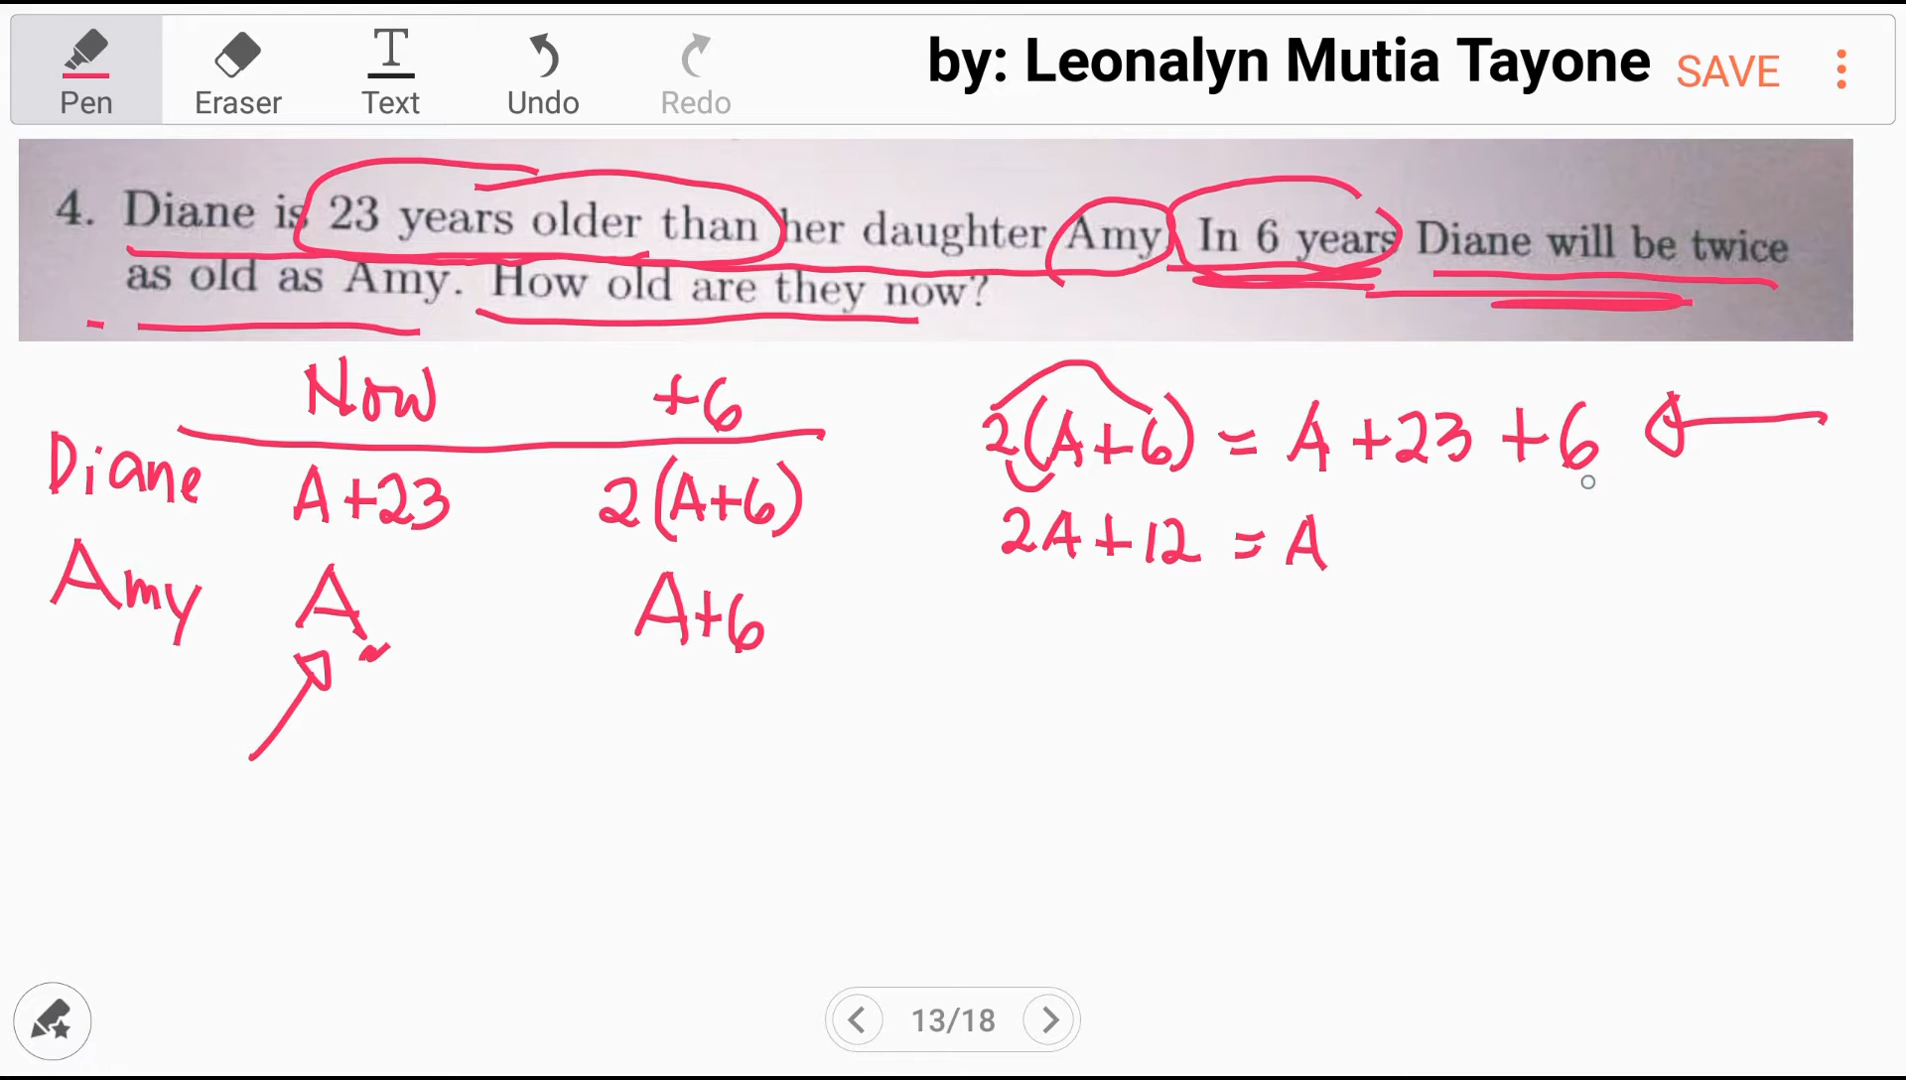 Pen
Eraser
Text
Undo
Redo
by: Leonalyn Mutia Tayone
SAVE
4. Diane is 23 years older than her daughter Amy. In 6 years Diane will be twice
as old as Amy. How old are they now?
Now +6
Diane A+23 2(A+6)
Amy A A+6
2(A+6) = A+23+6
2A+12 = A
13/18